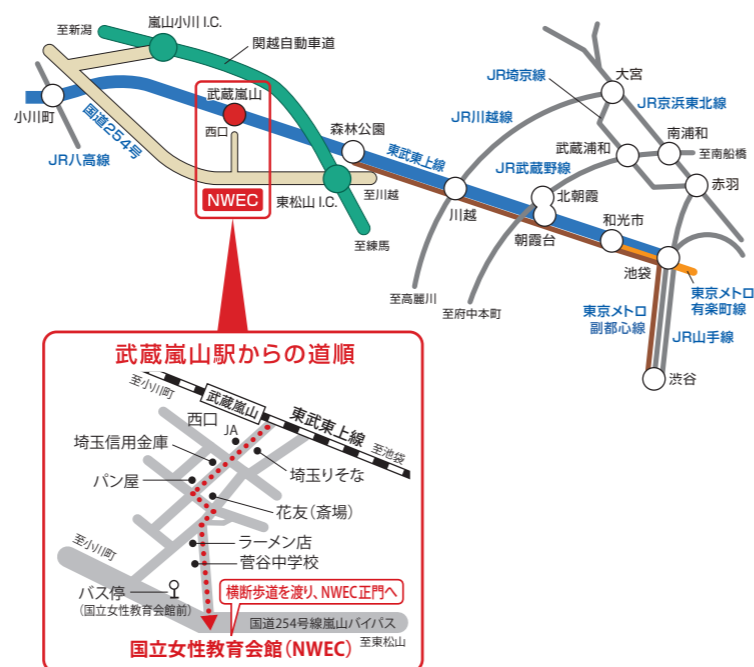 至新潟
嵐山小川 I.C.
関越自動車道
大宮
JR埼京線
JR京浜東北線
小川町
国道254号
武蔵嵐山
西口
JR川越線
森林公園
東武東上線
武蔵浦和
南浦和
至南船橋
JR八高線
JR武蔵野線
赤羽
NWEC
東松山 I.C.
至川越
川越
北朝霞
朝霞台
和光市
至練馬
池袋
至高麗川
至府中本町
東京メトロ
有楽町線
東京メトロ
副都心線
JR山手線
渋谷
武蔵嵐山駅からの道順
至小川町
武蔵嵐山
東武東上線
西口
JA
至池袋
埼玉信用金庫
埼玉りそな
パン屋
花友(斎場)
至小川町
ラーメン店
菅谷中学校
バス停
(国立女性教育会館前)
横断歩道を渡り、NWEC正門へ
国道254号線嵐山バイパス
国立女性教育会館(NWEC)
至東松山